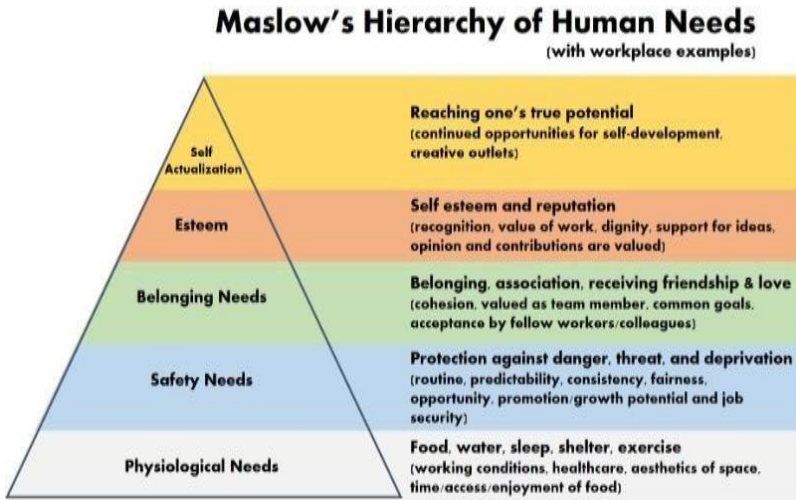 Maslow's Hierarchy of Human Needs
(with workplace examples)
Self
Actualization
Reaching one's true potential
(continued opportunities for self-development,
creative outlets)
Esteem
Self esteem and reputation
(recognition, value of work, dignity, support for ideas,
opinion and contributions are valued)
Belonging Needs
Belonging, association, receiving friendship & love
(cohesion, valued as team member, common goals,
acceptance by fellow workers/colleagues)
Safety Needs
Protection against danger, threat, and deprivation
(routine, predictability, consistency, fairness,
opportunity, promotion/growth potential and job
security)
Physiological Needs
Food, water, sleep, shelter, exercise
(working conditions, healthcare, aesthetics of space,
time/access/enjoyment of food)